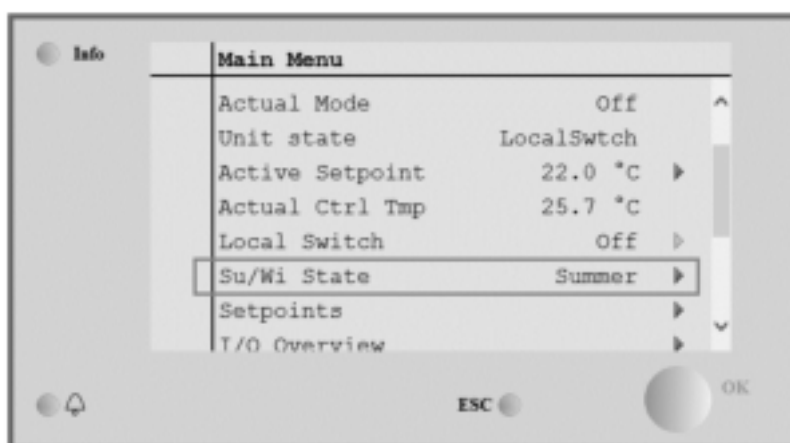 Info
Main Menu
Actual Mode Off
Unit state LocalSwtch
Active Setpoint 22.0 °C
Actual Ctrl Tmp 25.7 °C
Local Switch Off
Su/Wi State Summer
Setpoints
I/O Overview
ESC OK